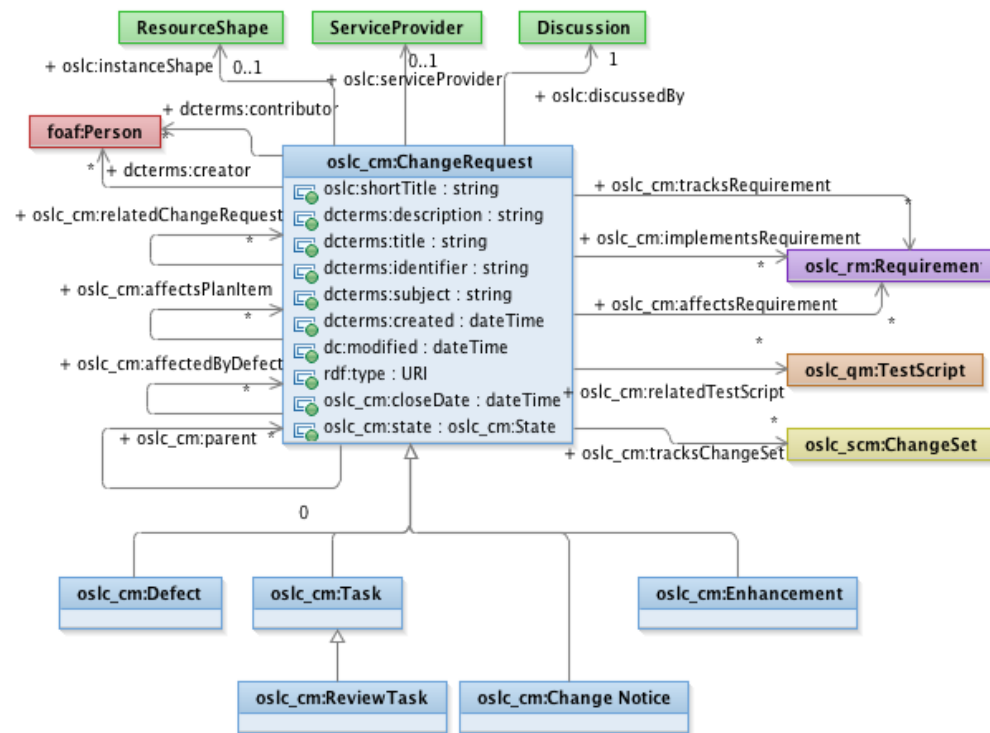 ResourceShape
ServiceProvider
Discussion
+ oslc:instanceShape
0..1
0..1
+ oslc:serviceProvider
1
+ oslc:discussedBy
+ dcterms:contributor
*
foaf:Person
* + dcterms:creator
oslc_cm:ChangeRequest
oslc:shortTitle : string
dcterms:description : string
dcterms:title : string
dcterms:identifier : string
dcterms:subject : string
dcterms:created : dateTime
dc:modified : dateTime
rdf:type : URI
oslc_cm:closeDate : dateTime
oslc_cm:state : oslc_cm:State
+ oslc_cm:relatedChangeRequest
*
+ oslc_cm:affectsPlanItem
*
+ oslc_cm:affectedByDefect
*
+ oslc_cm:parent *
0
+ oslc_cm:tracksRequirement
*
+ oslc_cm:implementsRequirement
*
oslc_rm:Requiremen
+ oslc_cm:affectsRequirement
*
*
oslc_qm:TestScript
+ oslc_cm:relatedTestScript
*
oslc_scm:ChangeSet
+ oslc_cm:tracksChangeSet
oslc_cm:Defect
oslc_cm:Task
oslc_cm:Enhancement
oslc_cm:ReviewTask
oslc_cm:Change Notice